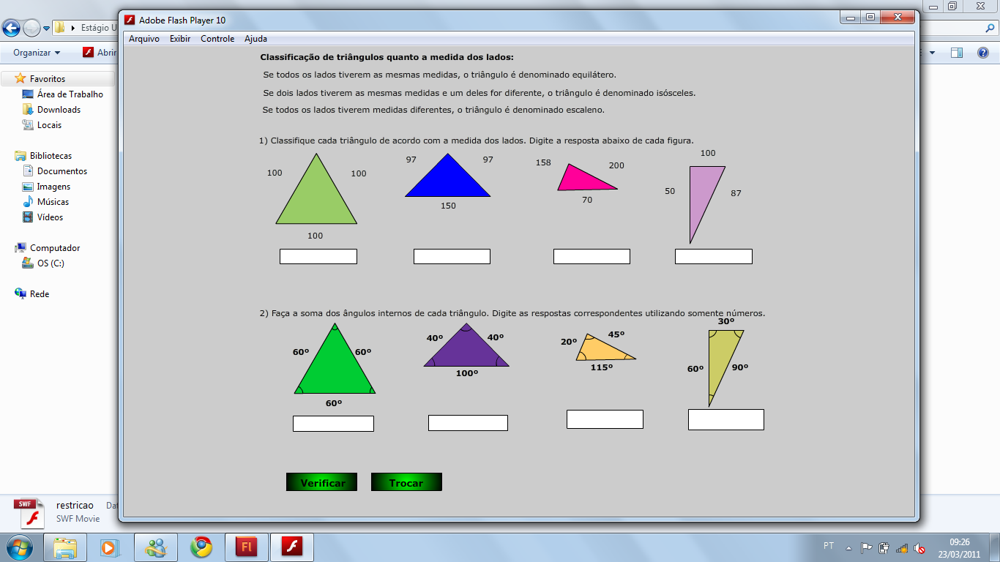 Adobe Flash Player 10
Estágio U
Arquivo Exibir Controle Ajuda
Organizar
Abrir
Favoritos
Área de Trabalho
Downloads
Locais
Bibliotecas
Documentos
Imagens
Músicas
Vídeos
Computador
OS (C:)
Rede
Classificação de triângulos quanto a medida dos lados:
Se todos os lados tiverem as mesmas medidas, o triângulo é denominado equilátero.
Se dois lados tiverem as mesmas medidas e um deles for diferente, o triângulo é denominado isósceles.
Se todos os lados tiverem medidas diferentes, o triângulo é denominado escaleno.
1) Classifique cada triângulo de acordo com a medida dos lados. Digite a resposta abaixo de cada figura.
100 100
100
97 97
150
158 200
70
100
50 87
2) Faça a soma dos ângulos internos de cada triângulo. Digite as respostas correspondentes utilizando somente números.
60º 60º
60º
40º 40º
100º
20º 45º
115º
30º
60º 90º
Verificar Trocar
SWF
restricao Dat
SWF Movie
Fl
PT
09:26
23/03/2011